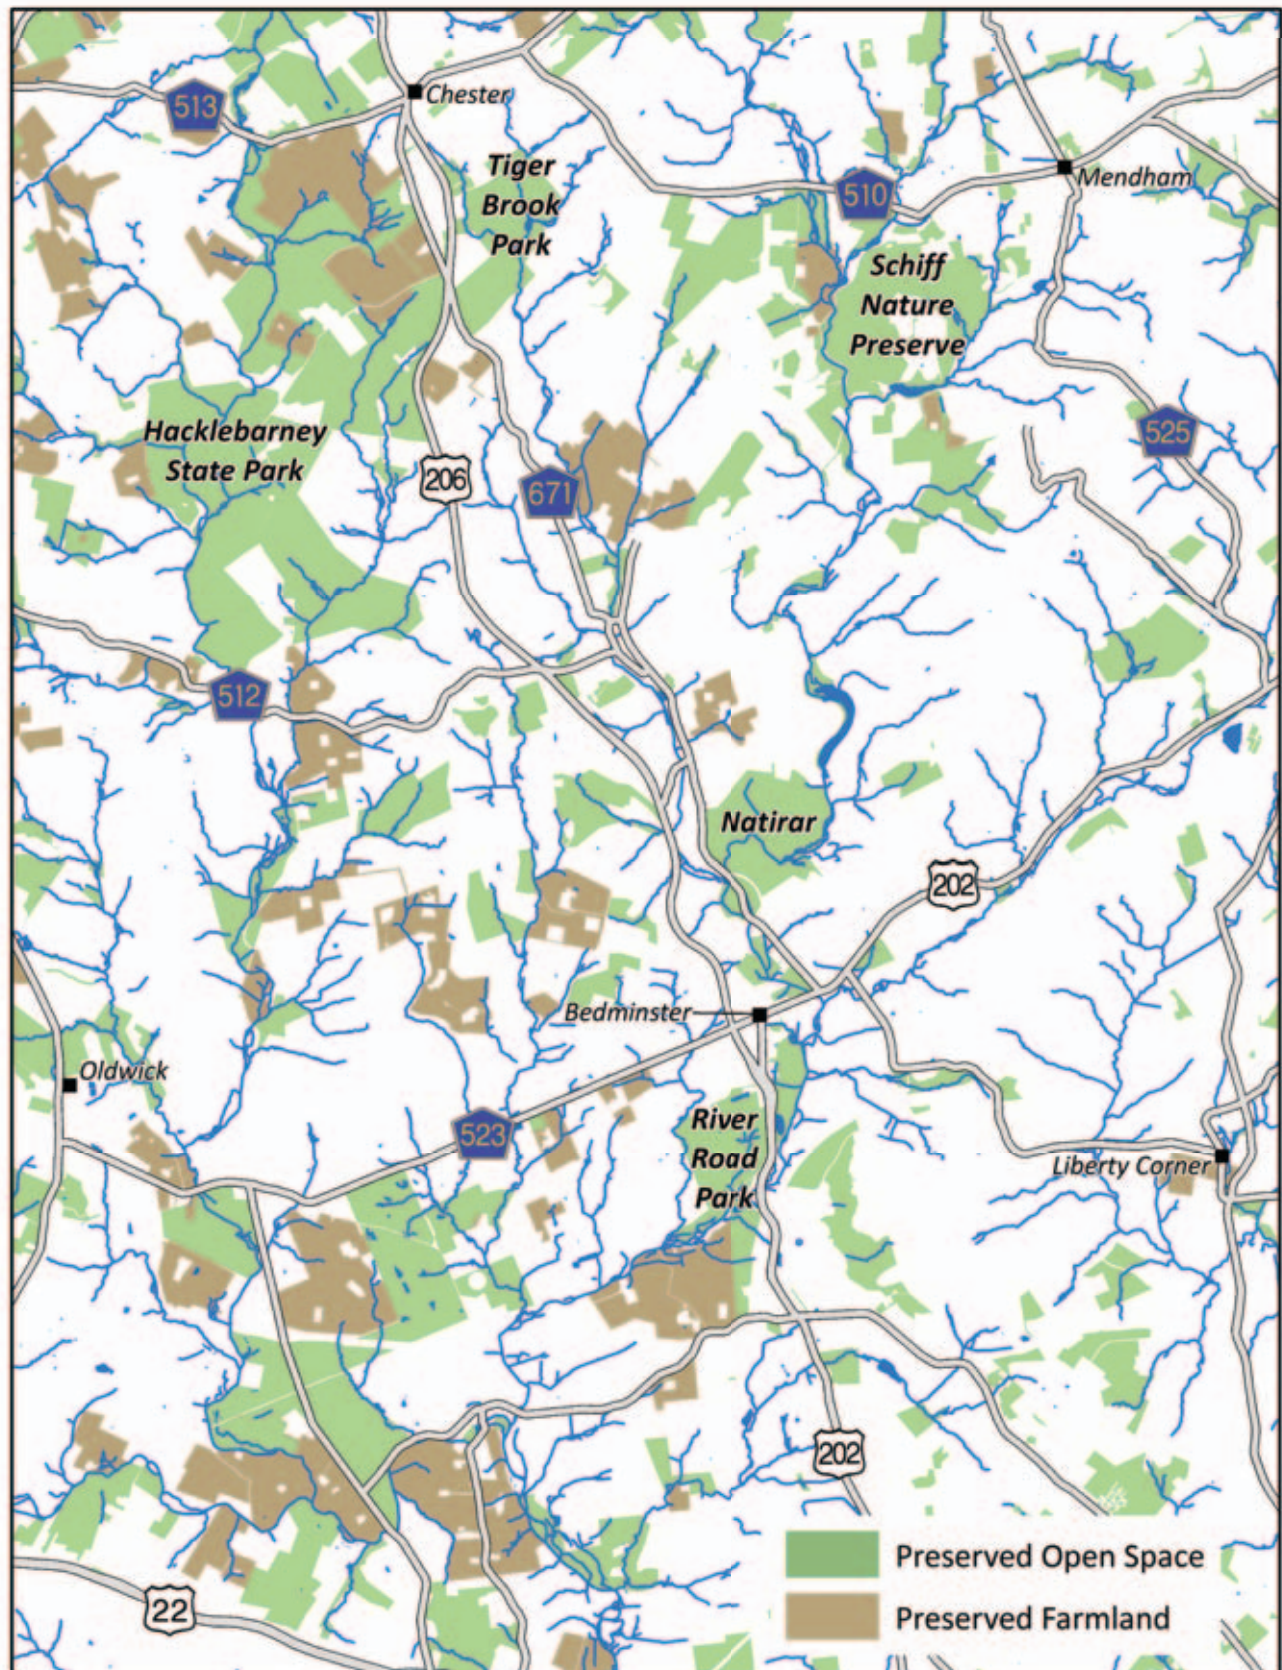 513
Chester
Tiger
Brook
Park
510
Mendham
Schiff
Nature
Preserve
Hacklebarney
State Park
206
671
525
512
Natirar
202
Bedminster
Oldwick
523
River
Road
Park
Liberty Corner
202
Preserved Open Space
22
Preserved Farmland